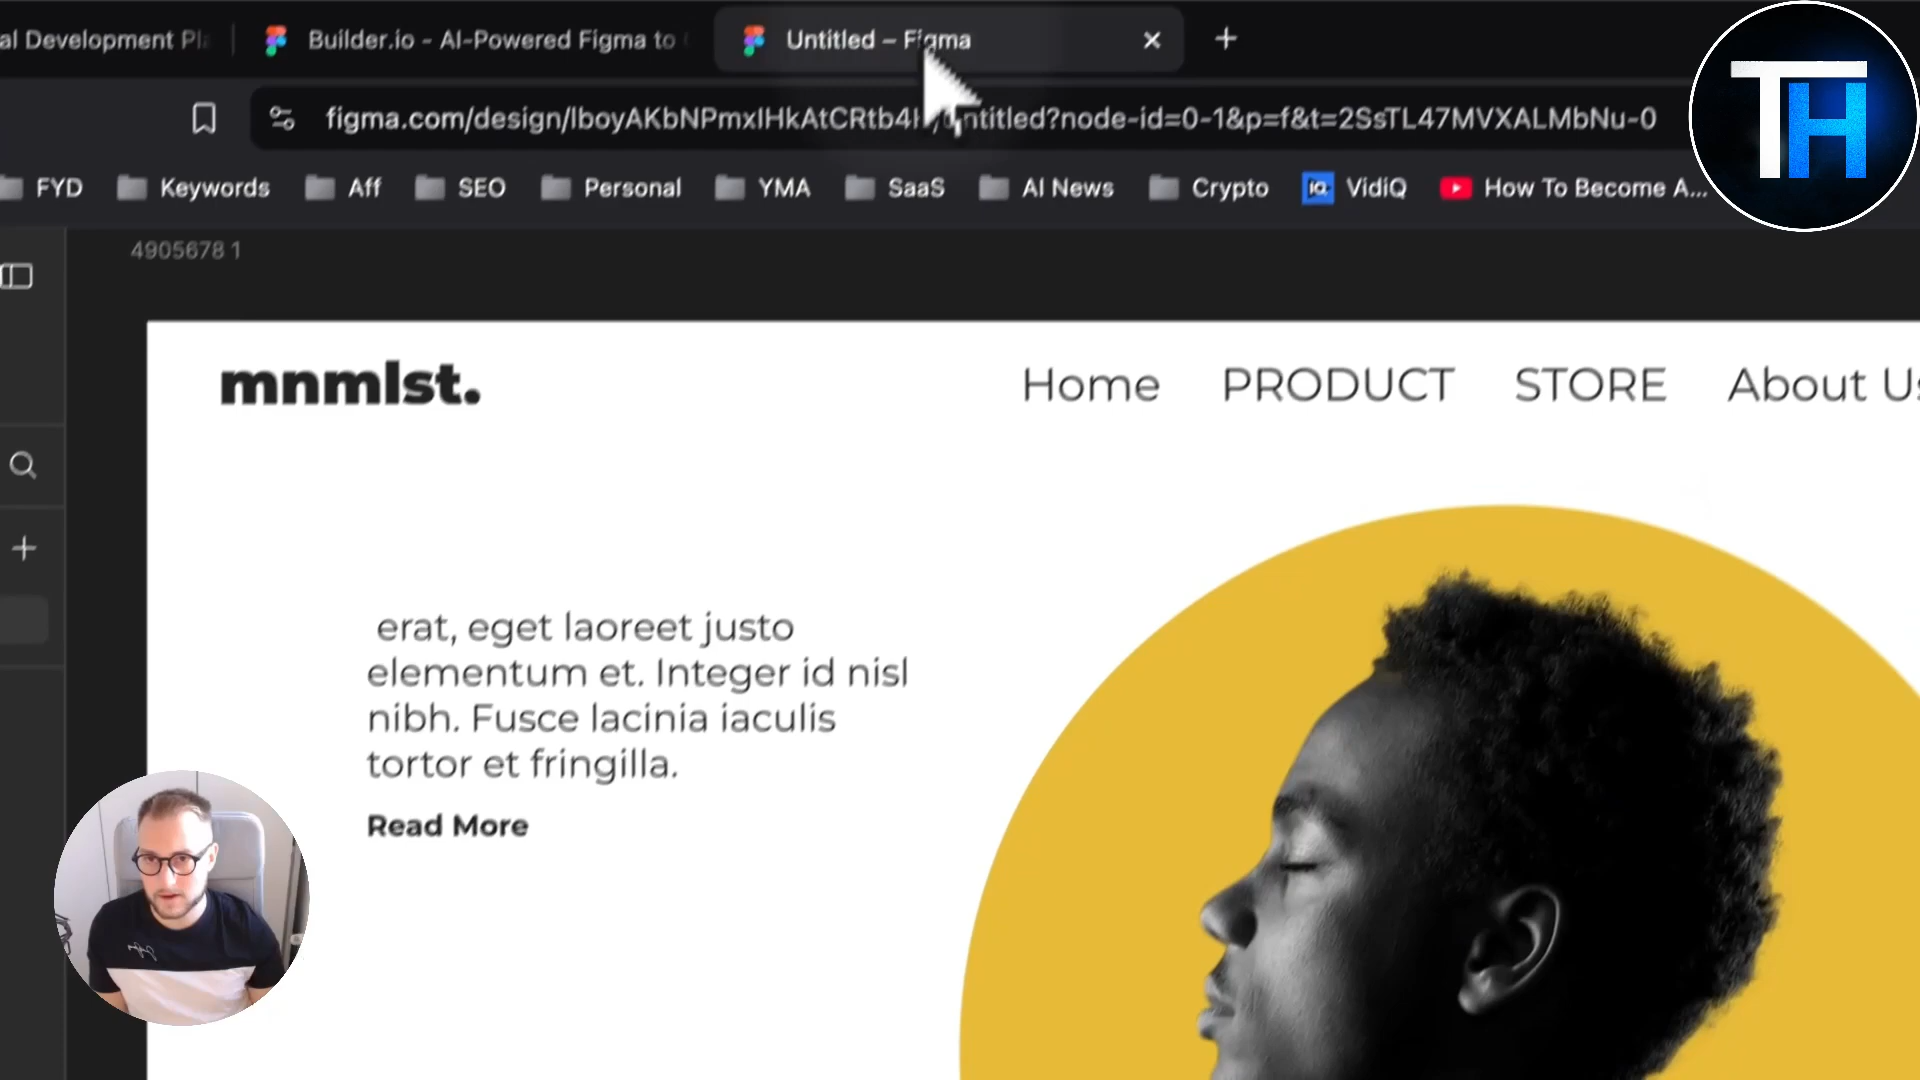 al Development Pl
Builder.io - AI-Powered Figma to
Untitled – Figma
TH
figma.com/design/lboyAKbNPmxIHkAtCRtb4 ntitled?node-id=0-1&p=f&t=2SsTL47MVXALMbNu-0
FYD
Keywords
Aff
SEO
Personal
YMA
SaaS
AI News
Crypto
IQ
VidiQ
How To Become A...
4905678 1
mnmlst.
Home
PRODUCT
STORE
About Us
erat, eget laoreet justo
elementum et. Integer id nisl
nibh. Fusce lacinia iaculis
tortor et fringilla.
Read More